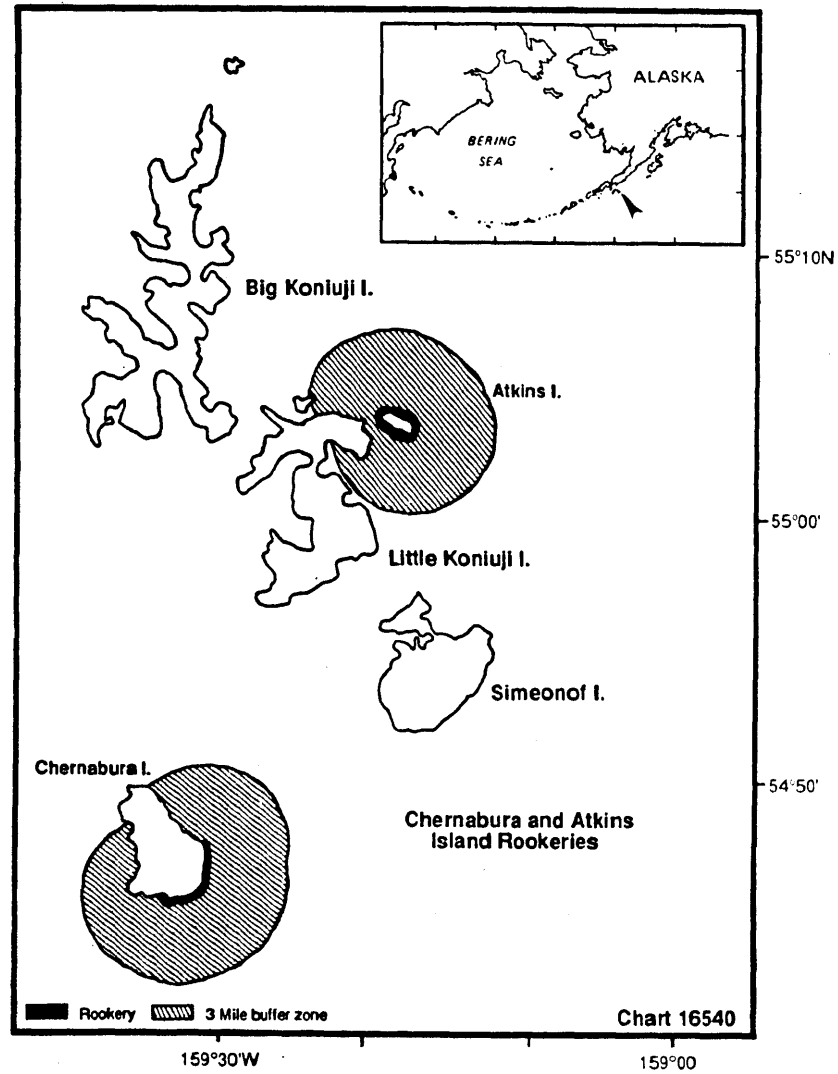 ALASKA
BERING
SEA
55°10N
Big Koniuji I.
Atkins I.
55°00'
Little Koniuji I.
Simeonof I.
Chernabura I.
54°50'
Chernabura and Atkins
Island Rookeries
Rookery
3 Mile buffer zone
Chart 16540
159°30'W
159°00